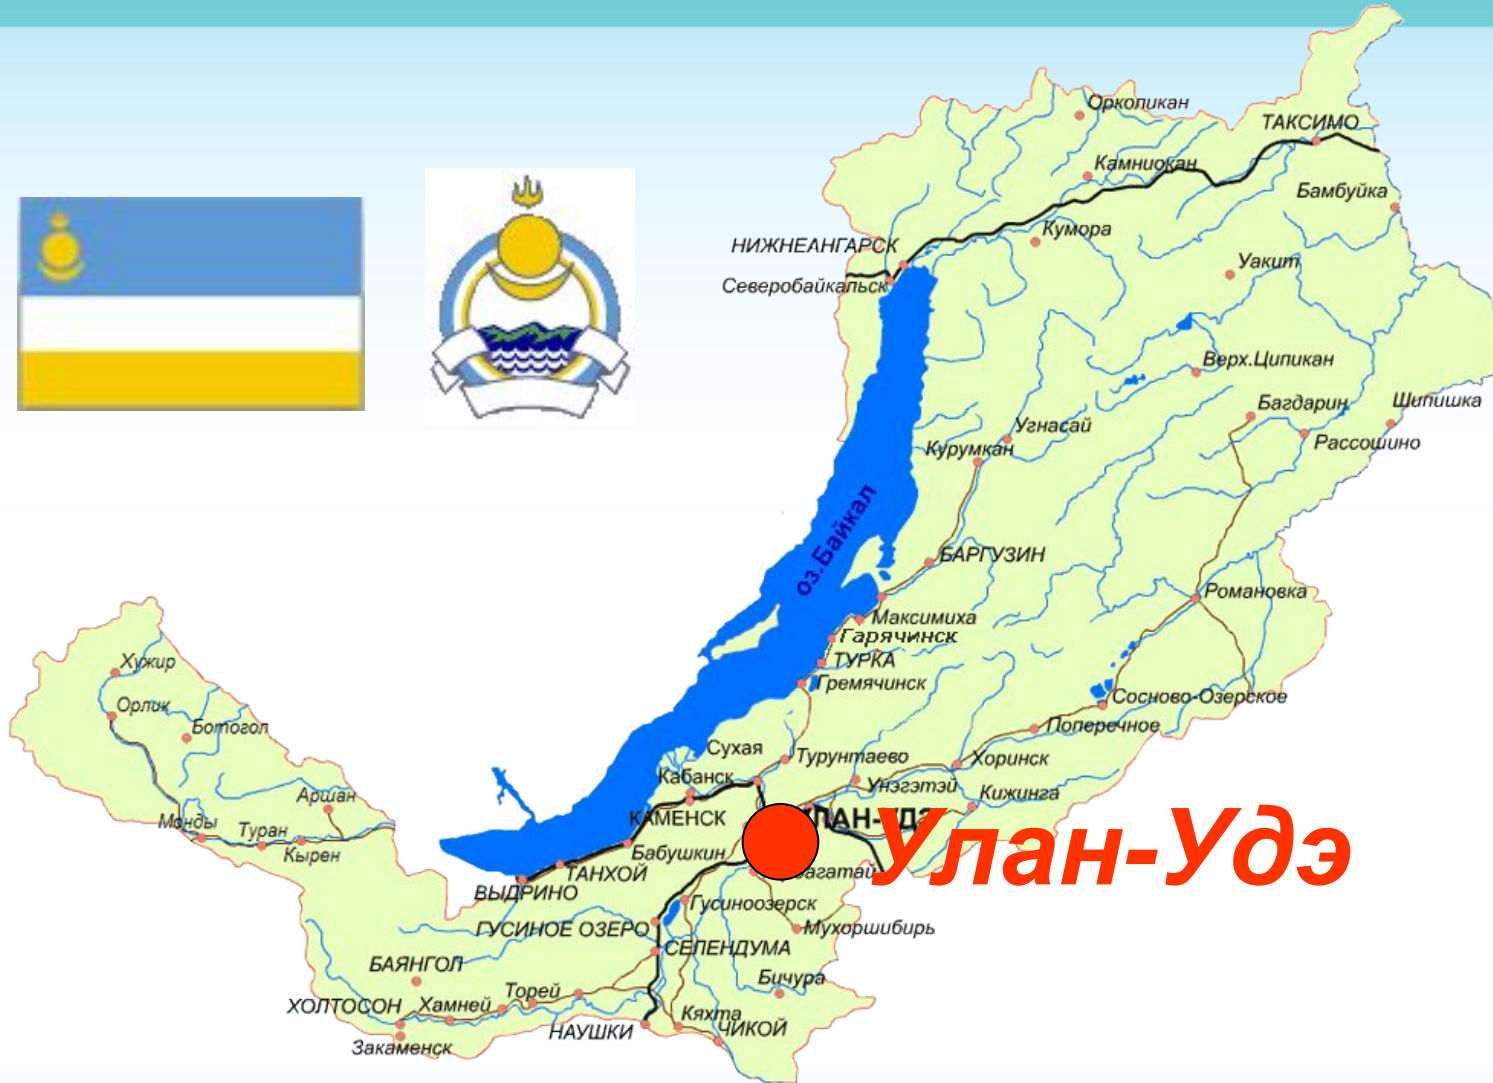 Орколикан
ТАКСИМО
Камниокан
Бамбуйка
Кумора
НИЖНЕАНГАРСК
Уакит
Северобайкальск
Верх.Ципикан
Багдарин
Шипишка
Угнасай
Рассошино
Курумкан
оз.Байкал
БАРГУЗИН
Романовка
Максимиха
Гарячинск
ТУРКА
Хужир
Гремячинск
Сосново-Озерское
Орлик
Ботогол
Поперечное
Сухая
Турунтаево
Хоринск
Кабанск
Унэгэтэй
Кижинга
Аршан
КАМЕНСК
Монды
Туран
Улан-Удэ
Кырен
Бабушкин
ТАНХОЙ
ВЫДРИНО
Гусиноозерск
ГУСИНОЕ ОЗЕРО
Мухоршибирь
СЕЛЕНДУМА
БАЯНГОЛ
Бичура
Торей
ХОЛТОСОН
Хамней
Кяхта
НАУШКИ
ЧИКОЙ
Закаменск